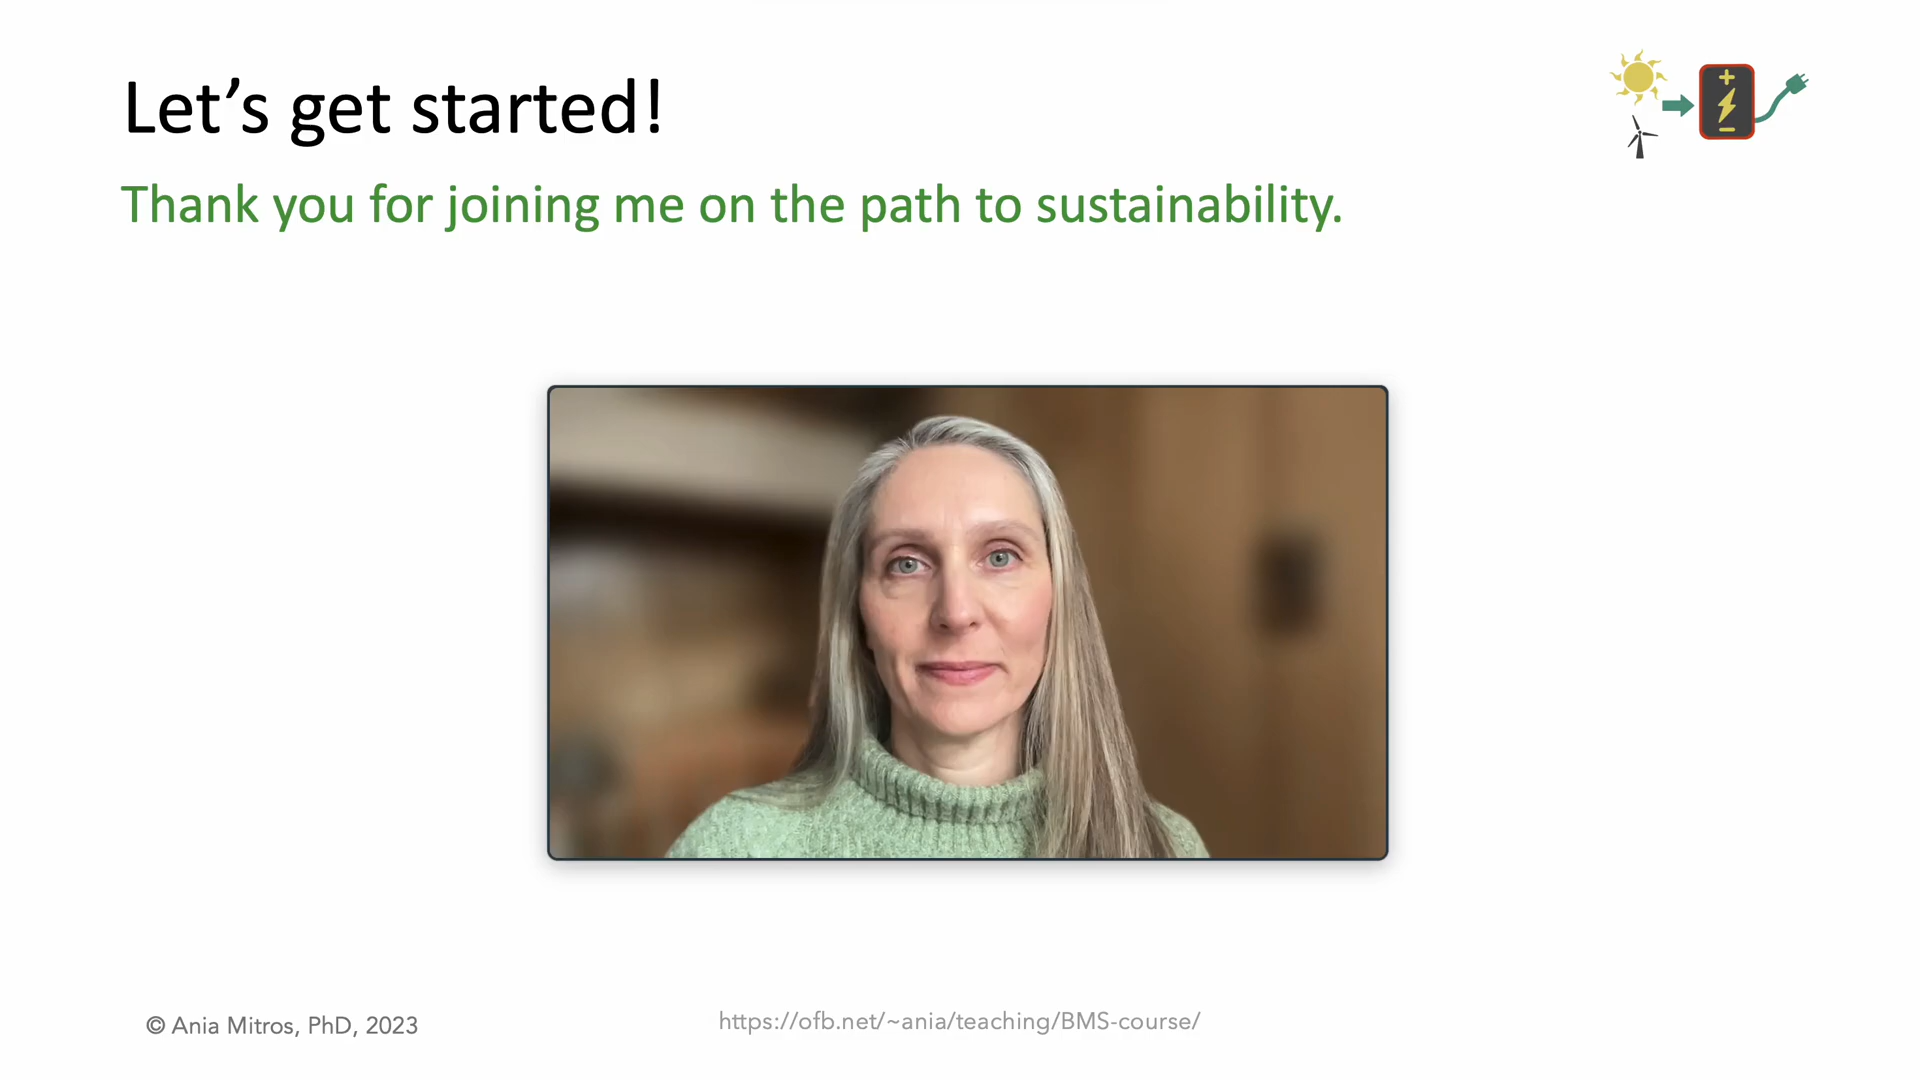 Let’s get started!
Thank you for joining me on the path to sustainability.
© Ania Mitros, PhD, 2023
https://ofb.net/~ania/teaching/BMS-course/